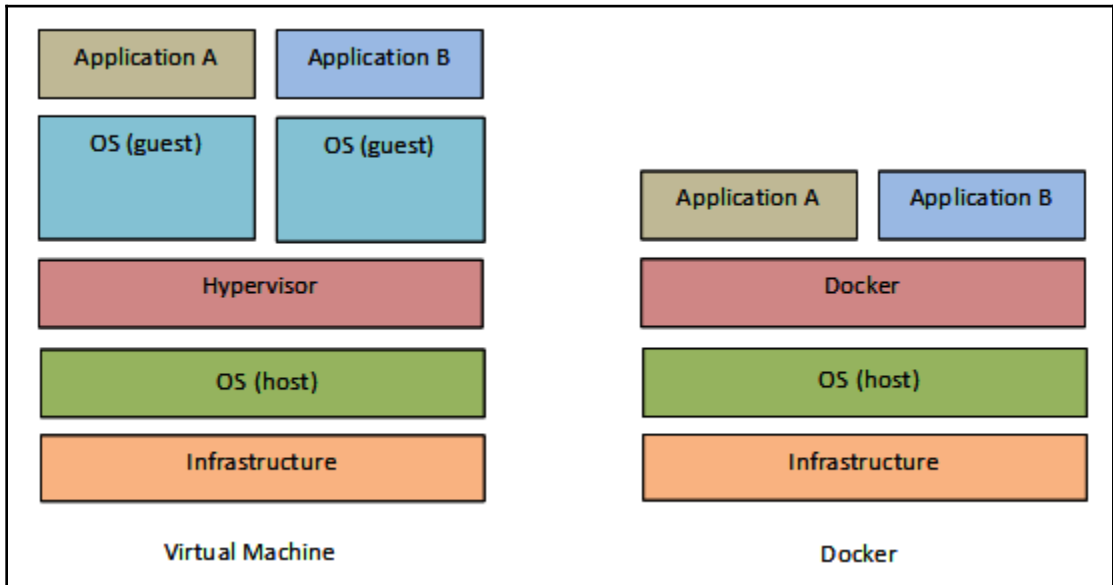 Application A
Application B
OS (guest)
OS (guest)
Hypervisor
OS (host)
Infrastructure
Virtual Machine
Application A
Application B
Docker
OS (host)
Infrastructure
Docker